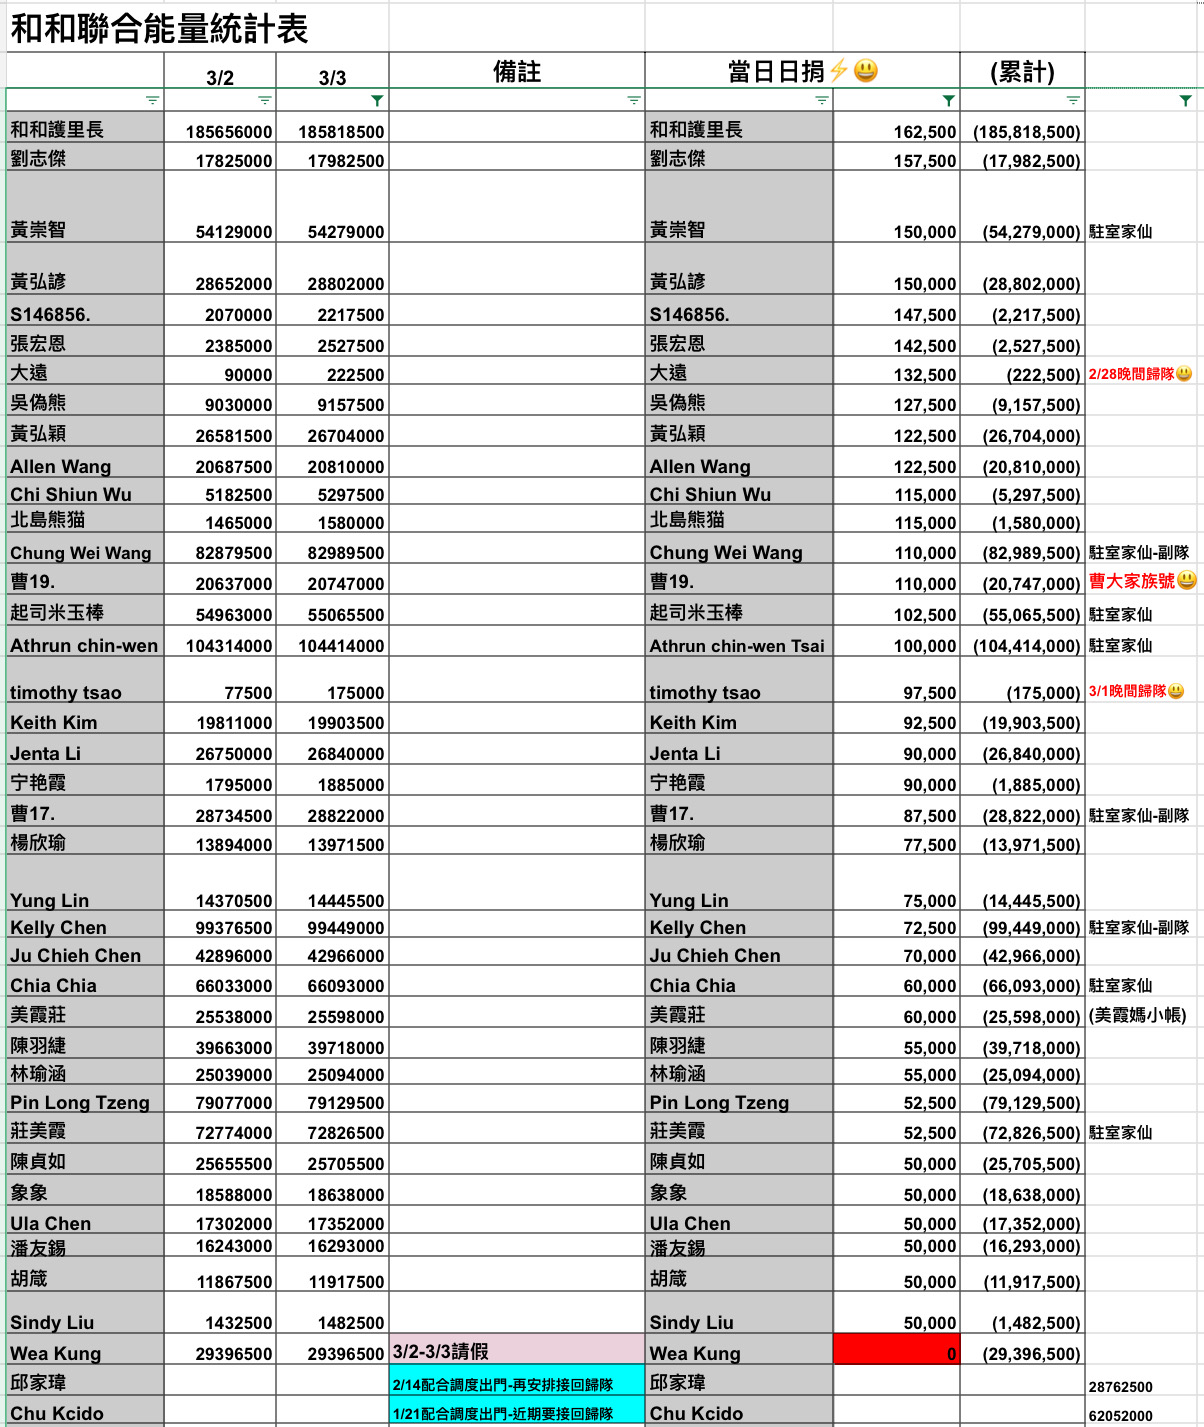 和和聯合能量統計表
3/2 3/3 備註 當日日捐⚡😃 (累計)
和和護里長 185656000 185818500 和和護里長 162,500 (185,818,500)
劉志傑 17825000 17982500 劉志傑 157,500 (17,982,500)
黃崇智 54129000 54279000 黃崇智 150,000 (54,279,000) 駐室家仙
黃弘諺 28652000 28802000 黃弘諺 150,000 (28,802,000)
S146856. 2070000 2217500 S146856. 147,500 (2,217,500)
張宏恩 2385000 2527500 張宏恩 142,500 (2,527,500)
大遠 90000 222500 大遠 132,500 (222,500) 2/28晚間歸隊😃
吳偽熊 9030000 9157500 吳偽熊 127,500 (9,157,500)
黃弘穎 26581500 26704000 黃弘穎 122,500 (26,704,000)
Allen Wang 20687500 20810000 Allen Wang 122,500 (20,810,000)
Chi Shiun Wu 5182500 5297500 Chi Shiun Wu 115,000 (5,297,500)
北島熊猫 1465000 1580000 北島熊猫 115,000 (1,580,000)
Chung Wei Wang 82879500 82989500 Chung Wei Wang 110,000 (82,989,500) 駐室家仙-副隊
曹19. 20637000 20747000 曹19. 110,000 (20,747,000) 曹大家族號😃
起司米玉棒 54963000 55065500 起司米玉棒 102,500 (55,065,500) 駐室家仙
Athrun chin-wen 104314000 104414000 Athrun chin-wen Tsai 100,000 (104,414,000) 駐室家仙
timothy tsao 77500 175000 timothy tsao 97,500 (175,000) 3/1晚間歸隊😃
Keith Kim 19811000 19903500 Keith Kim 92,500 (19,903,500)
Jenta Li 26750000 26840000 Jenta Li 90,000 (26,840,000)
宁艳霞 1795000 1885000 宁艳霞 90,000 (1,885,000)
曹17. 28734500 28822000 曹17. 87,500 (28,822,000) 駐室家仙-副隊
楊欣瑜 13894000 13971500 楊欣瑜 77,500 (13,971,500)
Yung Lin 14370500 14445500 Yung Lin 75,000 (14,445,500)
Kelly Chen 99376500 99449000 Kelly Chen 72,500 (99,449,000) 駐室家仙-副隊
Ju Chieh Chen 42896000 42966000 Ju Chieh Chen 70,000 (42,966,000)
Chia Chia 66033000 66093000 Chia Chia 60,000 (66,093,000) 駐室家仙
美霞莊 25538000 25598000 美霞莊 60,000 (25,598,000) (美霞媽小帳)
陳羽緁 39663000 39718000 陳羽緁 55,000 (39,718,000)
林瑜涵 25039000 25094000 林瑜涵 55,000 (25,094,000)
Pin Long Tzeng 79077000 79129500 Pin Long Tzeng 52,500 (79,129,500)
莊美霞 72774000 72826500 莊美霞 52,500 (72,826,500) 駐室家仙
陳貞如 25655500 25705500 陳貞如 50,000 (25,705,500)
象象 18588000 18638000 象象 50,000 (18,638,000)
Ula Chen 17302000 17352000 Ula Chen 50,000 (17,352,000)
潘友錫 16243000 16293000 潘友錫 50,000 (16,293,000)
胡箴 11867500 11917500 胡箴 50,000 (11,917,500)
Sindy Liu 1432500 1482500 Sindy Liu 50,000 (1,482,500)
Wea Kung 29396500 29396500 3/2-3/3請假 Wea Kung 0 (29,396,500)
邱家瑋 2/14配合調度出門-再安排接回歸隊 邱家瑋 28762500
Chu Kcido 1/21配合調度出門-近期要接回歸隊 Chu Kcido 62052000